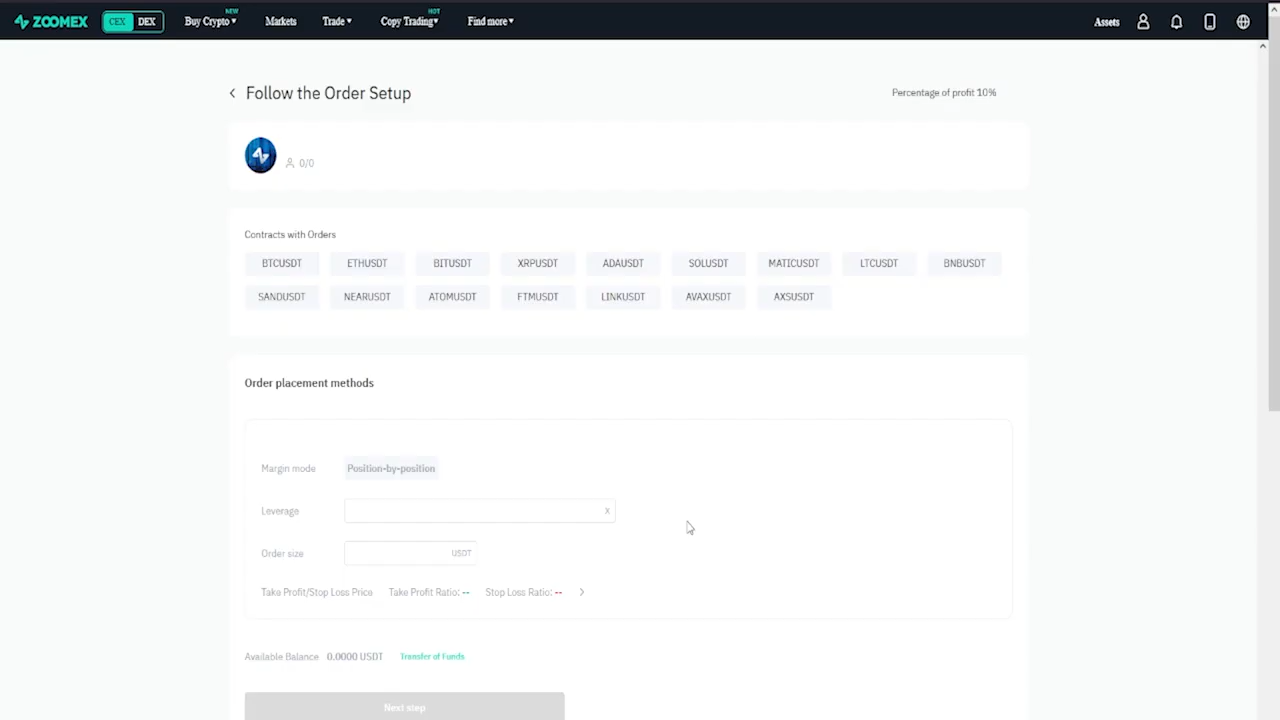 ZOOMEX CEX DEX Buy Crypto NEW Markets Trade Copy Trading HOT Find more Assets
Follow the Order Setup Percentage of profit 10%
0/0
Contracts with Orders
BTCUSDT ETHUSDT BITUSDT XRPUSDT ADAUSDT SOLUSDT MATICUSDT LTCUSDT BNBUSDT
SANDUSDT NEARUSDT ATOMUSDT FTMUSDT LINKUSDT AVAXUSDT AXSUSDT
Order placement methods
Margin mode Position-by-position
Leverage x
Order size USDT
Take Profit/Stop Loss Price Take Profit Ratio: -- Stop Loss Ratio: --
Available Balance 0.0000 USDT Transfer of Funds
Next step